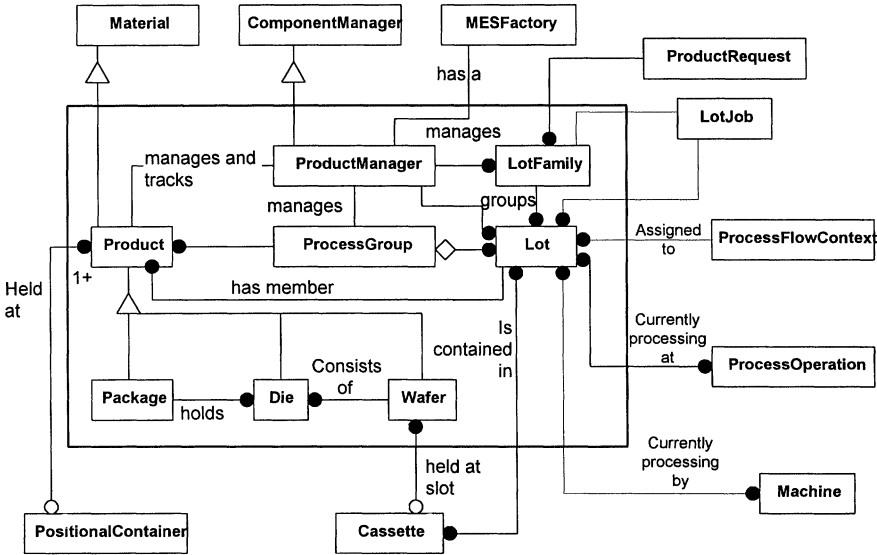 Material
ComponentManager
MESFactory
ProductRequest
has a
LotJob
manages
manages and
tracks
ProductManager
LotFamily
manages
groups
Product
ProcessGroup
Lot
Assigned
to
ProcessFlowContext
1+
Held
at
has member
Is
contained
in
Currently
processing
at
ProcessOperation
Consists
of
Package
holds
Die
Wafer
Currently
processing
by
held at
slot
Machine
PositionalContainer
Cassette